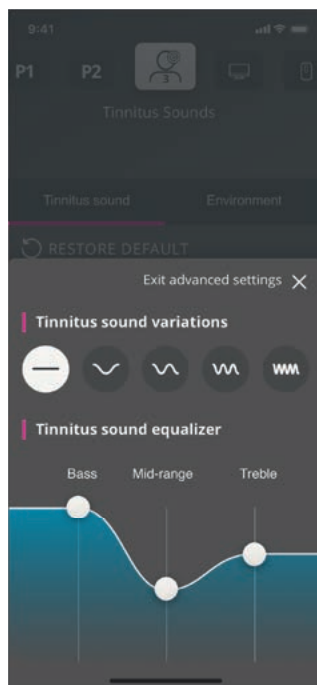 9:41
P1 P2 3
Tinnitus Sounds
Tinnitus sound Environment
RESTORE DEFAULT
Exit advanced settings
Tinnitus sound variations
Tinnitus sound equalizer
Bass Mid-range Treble